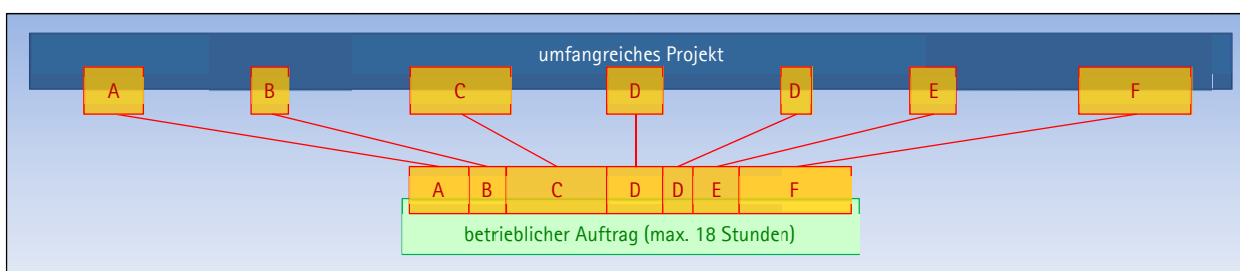 umfangreiches Projekt
A B C D D E F
A B C D D E F
betrieblicher Auftrag (max. 18 Stunden)